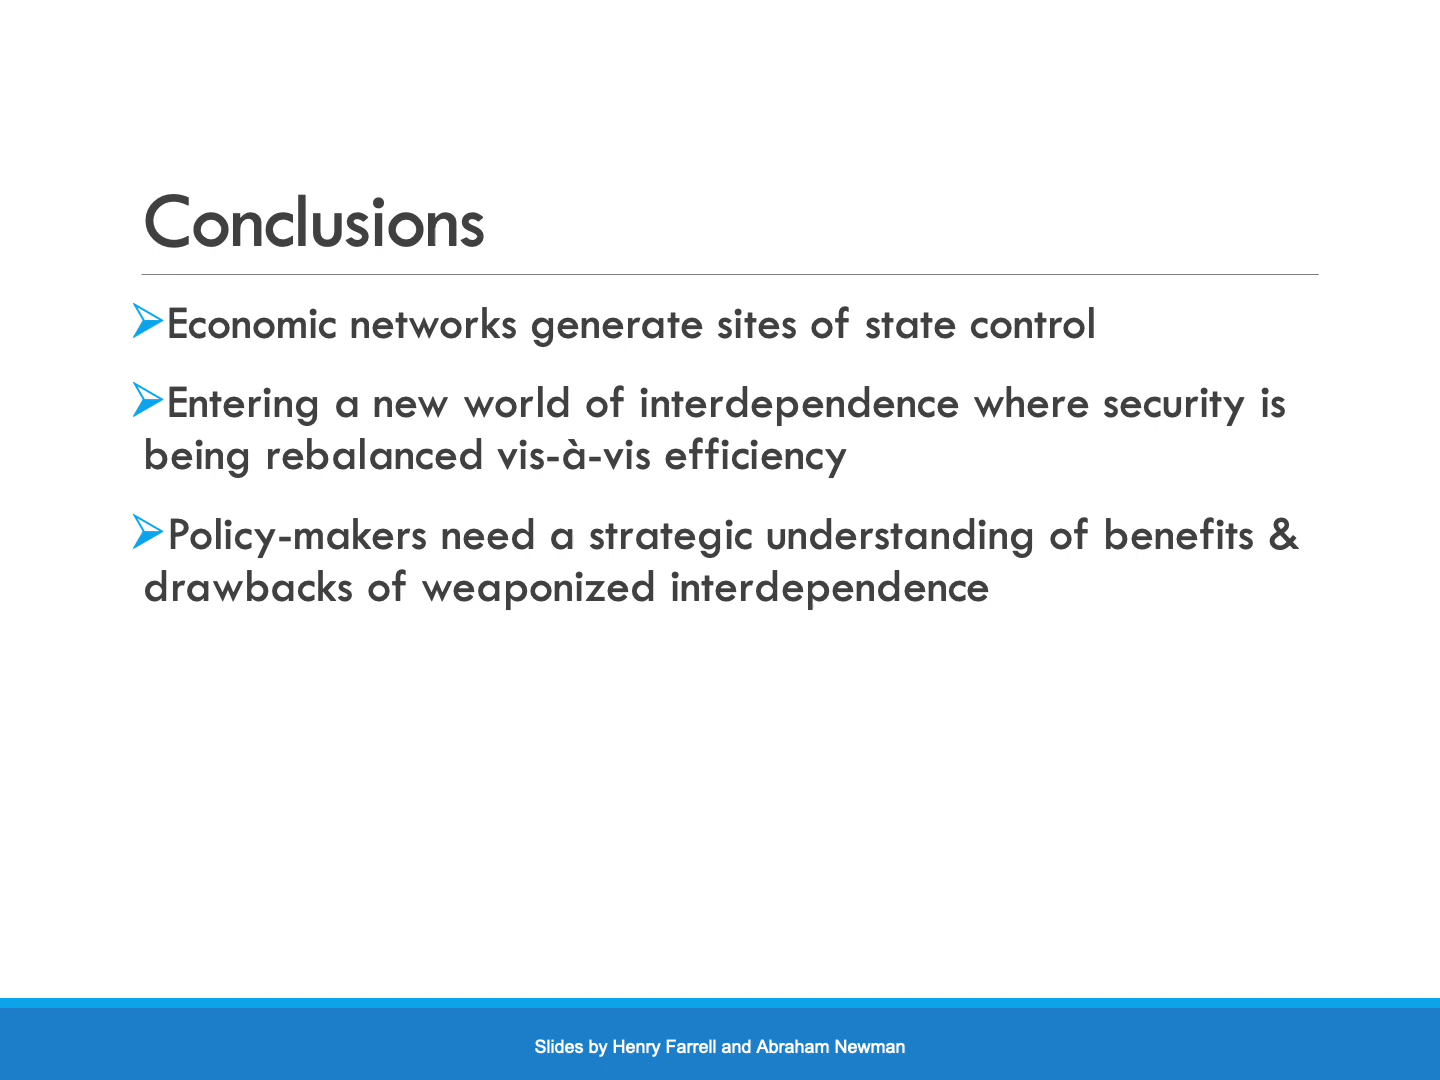 Conclusions
➢Economic networks generate sites of state control
➢Entering a new world of interdependence where security is
being rebalanced vis-à-vis efficiency
➢Policy-makers need a strategic understanding of benefits &
drawbacks of weaponized interdependence
Slides by Henry Farrell and Abraham Newman